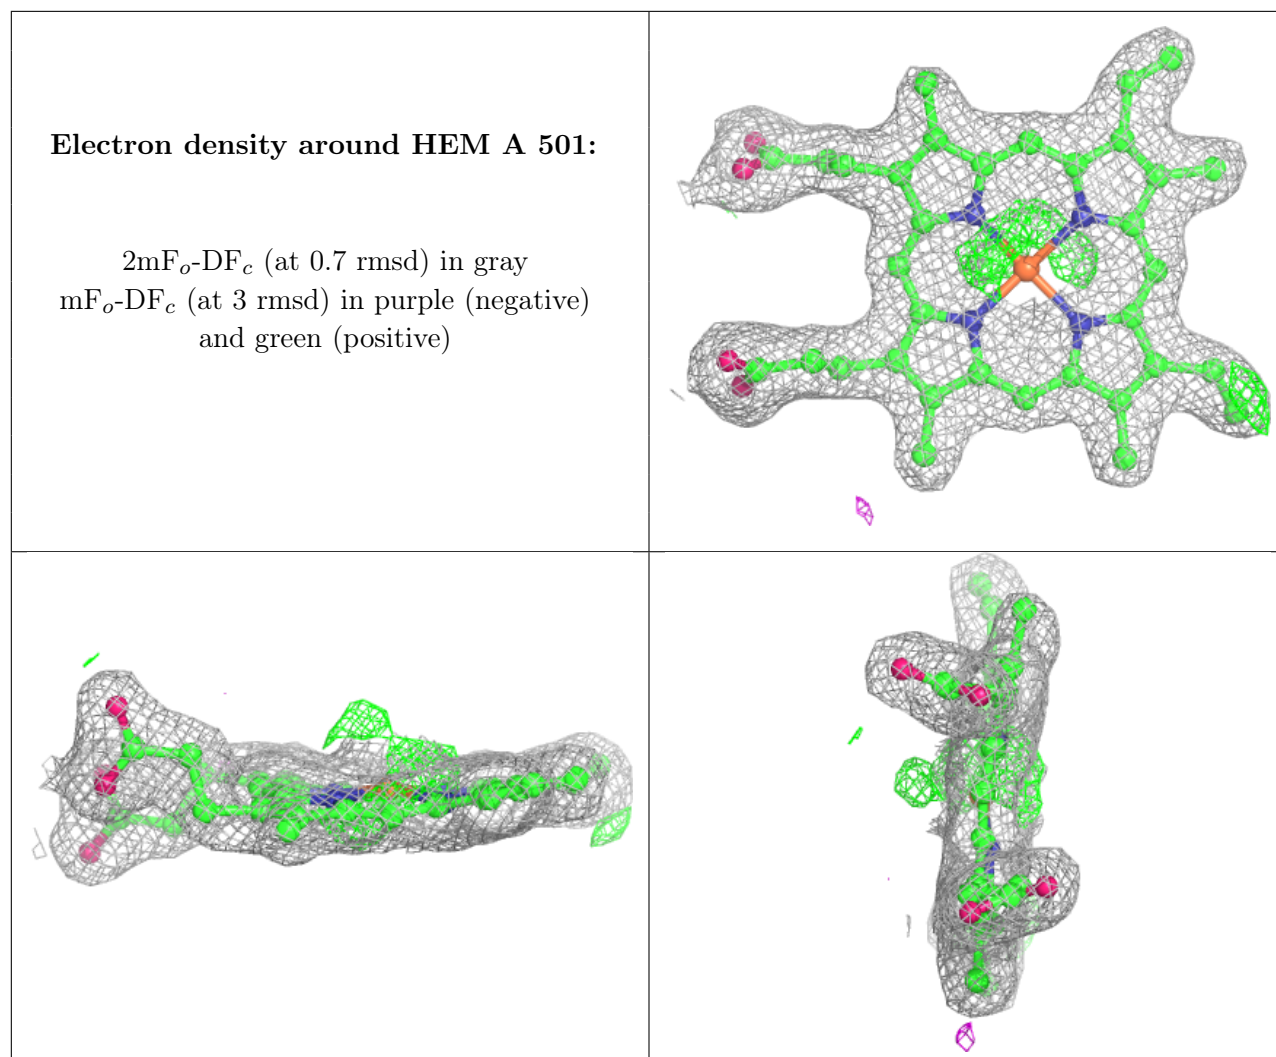 Electron density around HEM A 501:
2mFo-DFc (at 0.7 rmsd) in gray
mFo-DFc (at 3 rmsd) in purple (negative)
and green (positive)